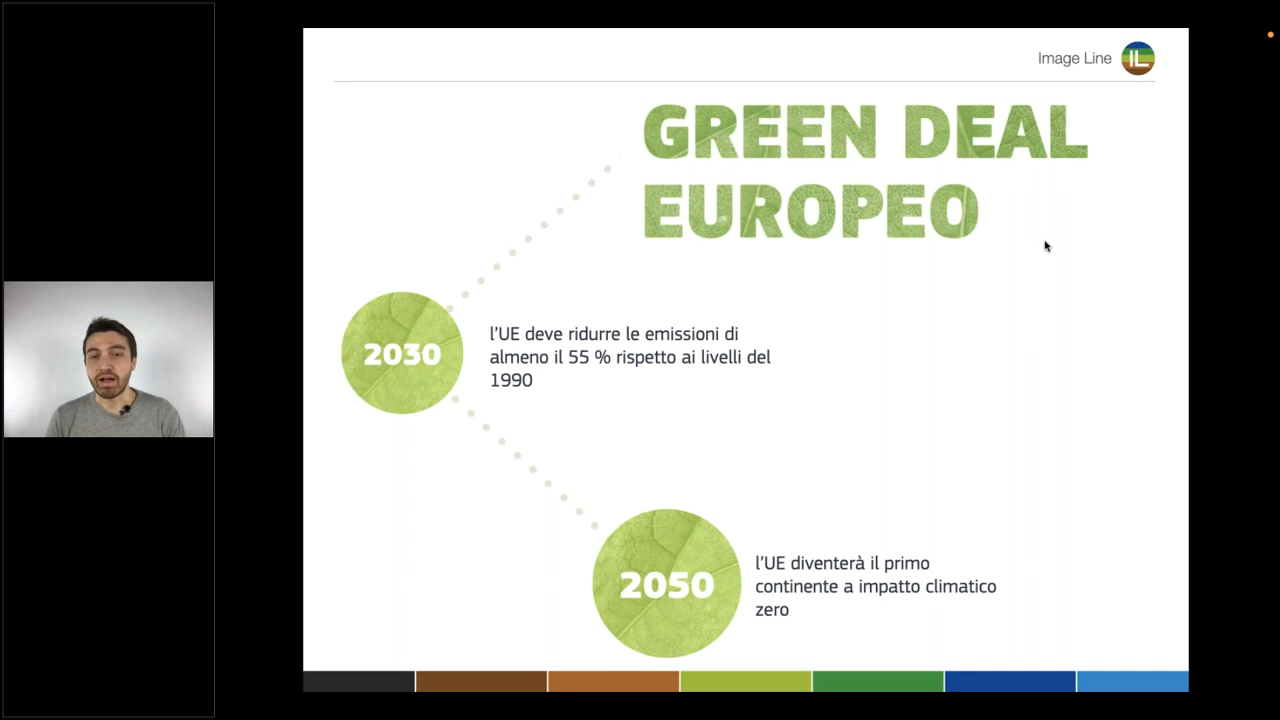 Image Line
IL
GREEN DEAL
EUROPEO
2030
l'UE deve ridurre le emissioni di
almeno il 55 % rispetto ai livelli del
1990
2050
l'UE diventerà il primo
continente a impatto climatico
zero